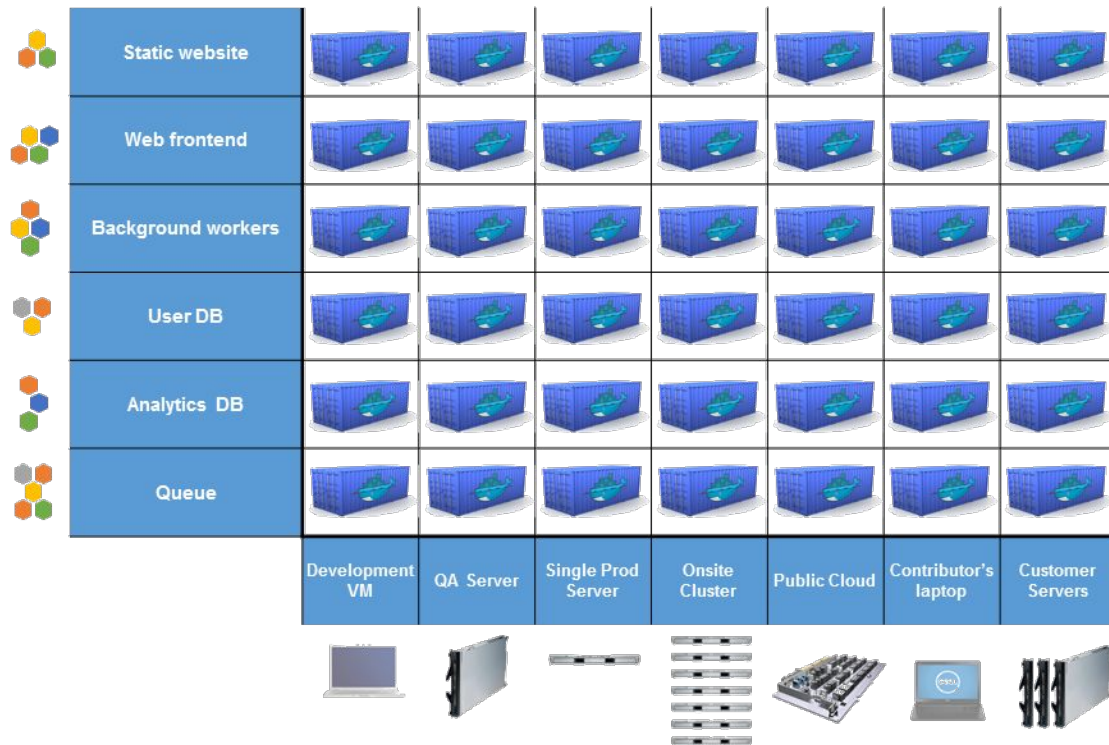 Static website
Web frontend
Background workers
User DB
Analytics DB
Queue
Development
VM
QA Server
Single Prod
Server
Onsite
Cluster
Public Cloud
Contributor's
laptop
Customer
Servers